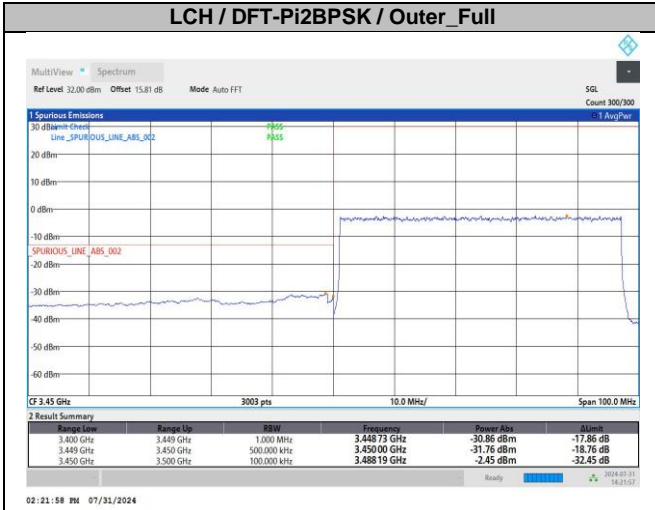 LCH / DFT-Pi2BPSK / Outer_Full
MultiView Spectrum
Ref Level 32.00 dBm Offset 15.81 dB Mode Auto FFT SGL
Count 300/300
1 Spurious Emissions 1 AvgPwr
30 dBm Limit Check PASS
Line _SPURIOUS_LINE_ABS_002 PASS
20 dBm
10 dBm
0 dBm
-10 dBm
_SPURIOUS_LINE_ABS_002
-20 dBm
-30 dBm
-40 dBm
-50 dBm
-60 dBm
CF 3.45 GHz 3003 pts 10.0 MHz/ Span 100.0 MHz
2 Result Summary
Range Low Range Up RBW Frequency Power Abs ΔLimit
3.400 GHz 3.449 GHz 1.000 MHz 3.448 73 GHz -30.86 dBm -17.86 dB
3.449 GHz 3.450 GHz 500.000 kHz 3.450 00 GHz -31.76 dBm -18.76 dB
3.450 GHz 3.500 GHz 100.000 kHz 3.488 19 GHz -2.45 dBm -32.45 dB
Ready 2024-07-31
14:21:57
02:21:58 PM 07/31/2024